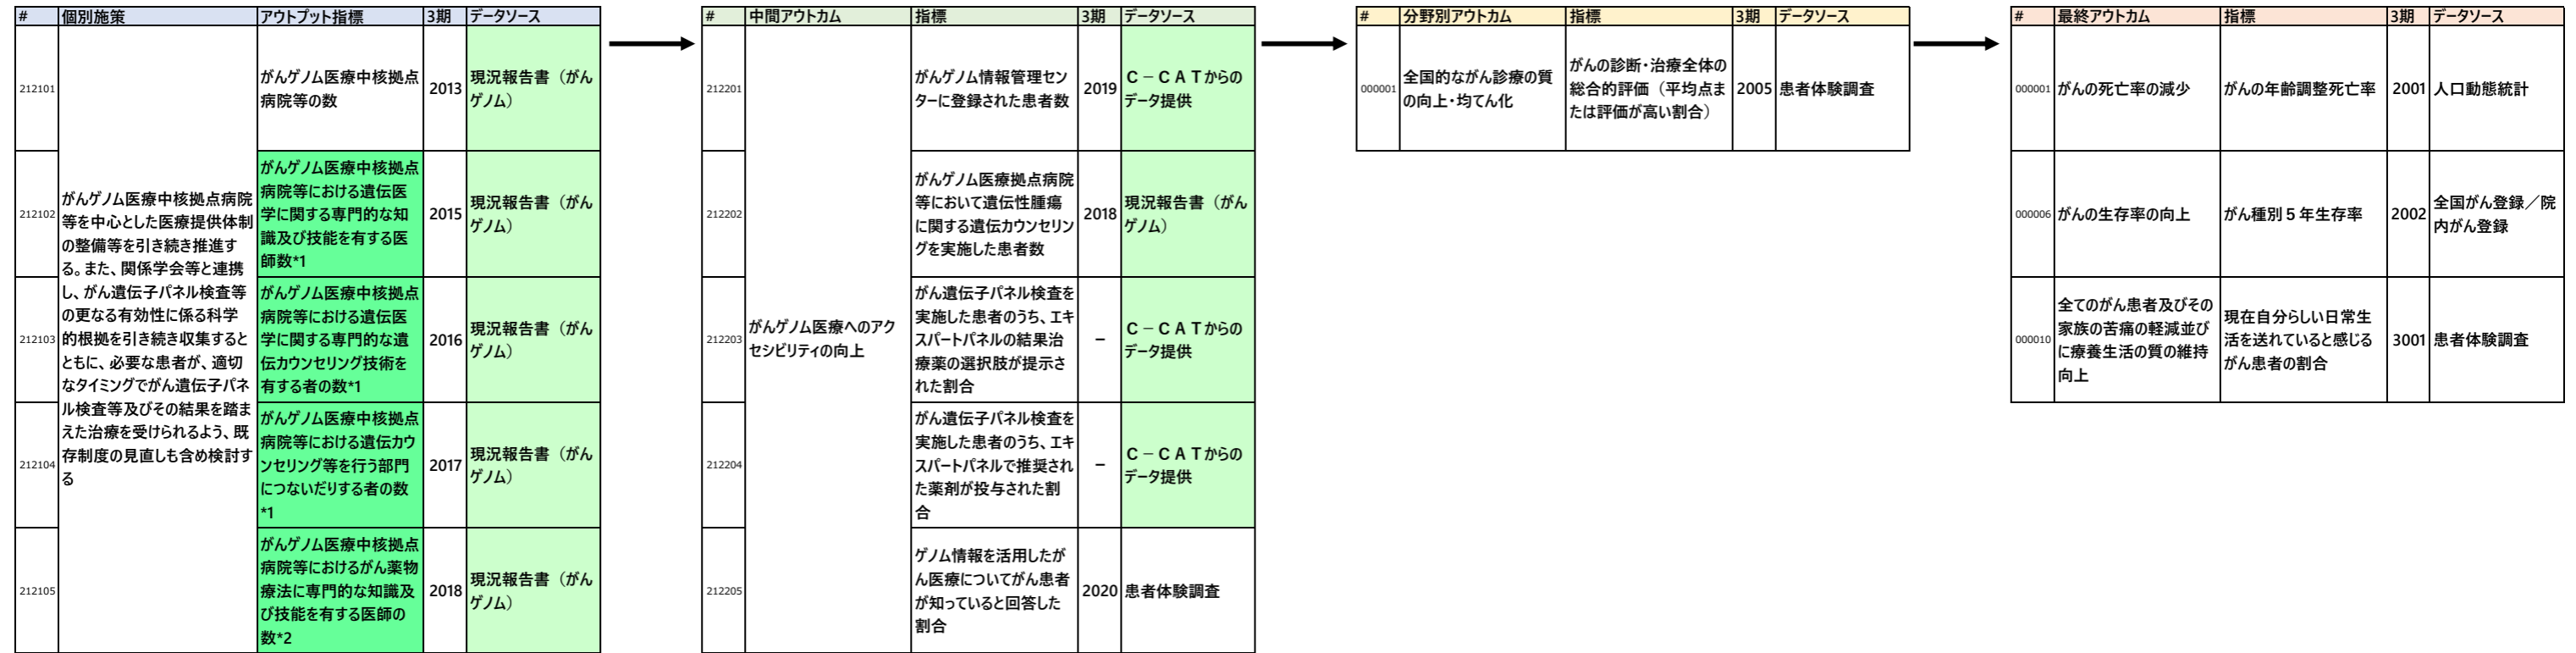 # 個別施策 アウトプット指標 3期 データソース
212101
がんゲノム医療中核拠点
病院等の数
2013
現況報告書（がん
ゲノム）
がんゲノム医療中核拠点病院
等を中心とした医療提供体制
の整備等を引き続き推進す
る。また、関係学会等と連携
し、がん遺伝子パネル検査等
の更なる有効性に係る科学
的根拠を引き続き収集すると
ともに、必要な患者が、適切
なタイミングでがん遺伝子パネ
ル検査等及びその結果を踏ま
えた治療を受けられるよう、既
存制度の見直しも含め検討す
る
212102
がんゲノム医療中核拠点
病院等における遺伝医
学に関する専門的な知
識及び技能を有する医
師数*1
2015
現況報告書（がん
ゲノム）
212103
がんゲノム医療中核拠点
病院等における遺伝医
学に関する専門的な遺
伝カウンセリング技術を
有する者の数*1
2016
現況報告書（がん
ゲノム）
212104
がんゲノム医療中核拠点
病院等における遺伝カウ
ンセリング等を行う部門
につないだりする者の数
*1
2017
現況報告書（がん
ゲノム）
212105
がんゲノム医療中核拠点
病院等におけるがん薬物
療法に専門的な知識及
び技能を有する医師の
数*2
2018
現況報告書（がん
ゲノム）
# 中間アウトカム 指標 3期 データソース
212201
がんゲノム情報管理セン
ターに登録された患者数
2019
C－CATからの
データ提供
212202
がんゲノム医療拠点病院
等において遺伝性腫瘍
に関する遺伝カウンセリン
グを実施した患者数
2018
現況報告書（がん
ゲノム）
212203
がんゲノム医療へのアク
セシビリティの向上
がん遺伝子パネル検査を
実施した患者のうち、エキ
スパートパネルの結果治
療薬の選択肢が提示さ
れた割合
－
C－CATからの
データ提供
212204
がん遺伝子パネル検査を
実施した患者のうち、エキ
スパートパネルで推奨され
た薬剤が投与された割
合
－
C－CATからの
データ提供
212205
ゲノム情報を活用したが
ん医療についてがん患者
が知っていると回答した
割合
2020
患者体験調査
# 分野別アウトカム 指標 3期 データソース
000001
全国的ながん診療の質
の向上・均てん化
がんの診断・治療全体の
総合的評価（平均点ま
たは評価が高い割合）
2005
患者体験調査
# 最終アウトカム 指標 3期 データソース
000001
がんの死亡率の減少
がんの年齢調整死亡率
2001
人口動態統計
000006
がんの生存率の向上
がん種別５年生存率
2002
全国がん登録／院
内がん登録
000010
全てのがん患者及びその
家族の苦痛の軽減並び
に療養生活の質の維持
向上
現在自分らしい日常生
活を送れていると感じる
がん患者の割合
3001
患者体験調査